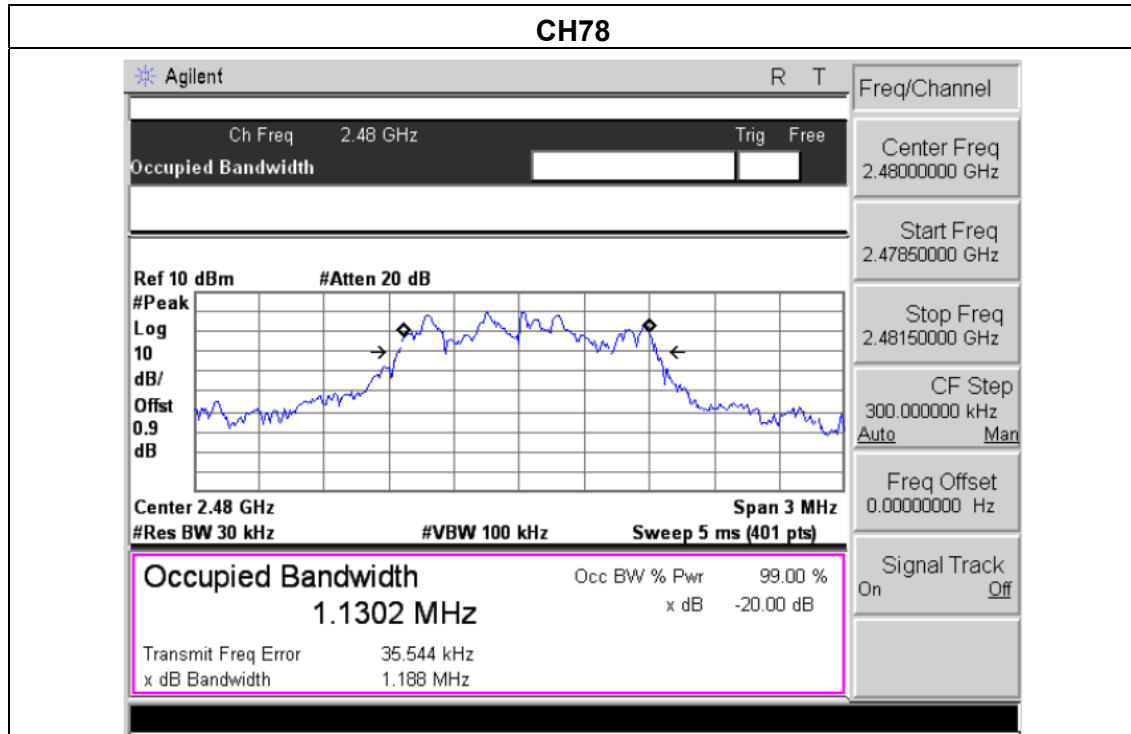 CH78
Agilent
R T
Freq/Channel
Ch Freq 2.48 GHz
Trig Free
Occupied Bandwidth
Center Freq
2.48000000 GHz
Start Freq
2.47850000 GHz
Stop Freq
2.48150000 GHz
CF Step
300.000000 kHz
Auto Man
Freq Offset
0.00000000 Hz
Signal Track
On Off
Ref 10 dBm #Atten 20 dB
#Peak
Log
10
dB/
Offst
0.9
dB
Center 2.48 GHz Span 3 MHz
#Res BW 30 kHz #VBW 100 kHz Sweep 5 ms (401 pts)
Occupied Bandwidth
1.1302 MHz
Occ BW % Pwr 99.00 %
x dB -20.00 dB
Transmit Freq Error 35.544 kHz
x dB Bandwidth 1.188 MHz